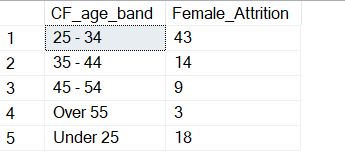 CF_age_band Female_Attrition
1 25 - 34 43
2 35 - 44 14
3 45 - 54 9
4 Over 55 3
5 Under 25 18